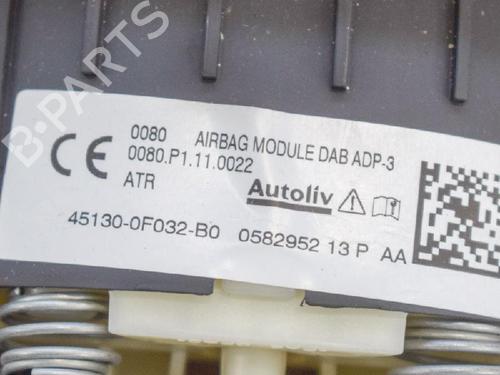 B-PARTS
0080 AIRBAG MODULE DAB ADP-3
CE 0080.P1.11.0022
ATR Autoliv
45130-0F032-B0 0582952 13 P AA